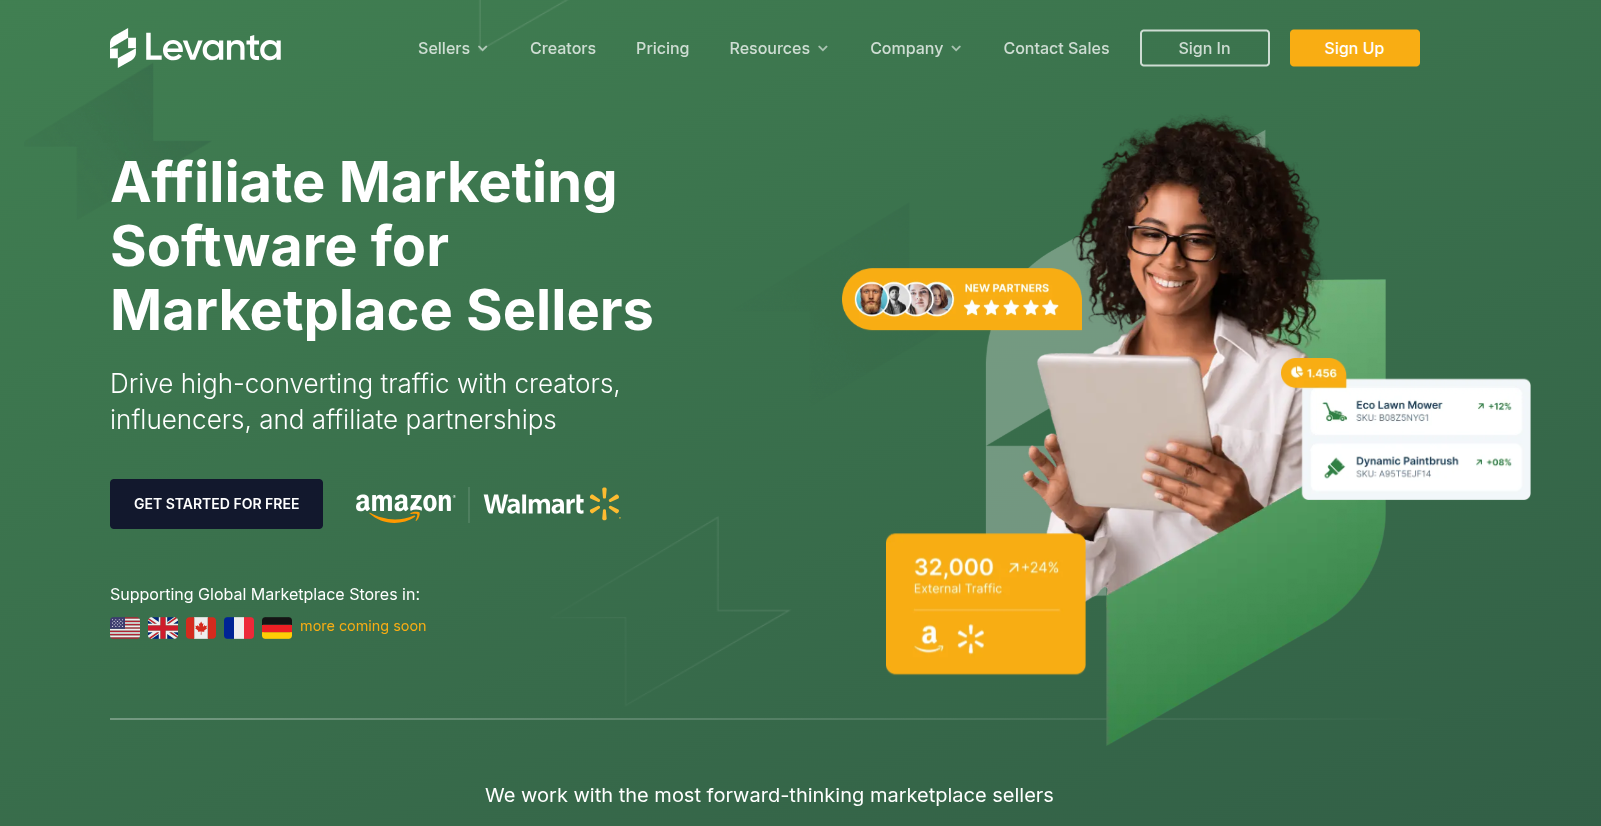 Levanta
Sellers
Creators
Pricing
Resources
Company
Contact Sales
Sign In
Sign Up
Affiliate Marketing
Software for
Marketplace Sellers
Drive high-converting traffic with creators,
influencers, and affiliate partnerships
GET STARTED FOR FREE
amazon
Walmart
Supporting Global Marketplace Stores in:
more coming soon
NEW PARTNERS
1.456
Eco Lawn Mower
SKU: B08Z5NYG1
+12%
Dynamic Paintbrush
SKU: A95T5EJF14
+08%
32,000
+24%
External Traffic
a
We work with the most forward-thinking marketplace sellers